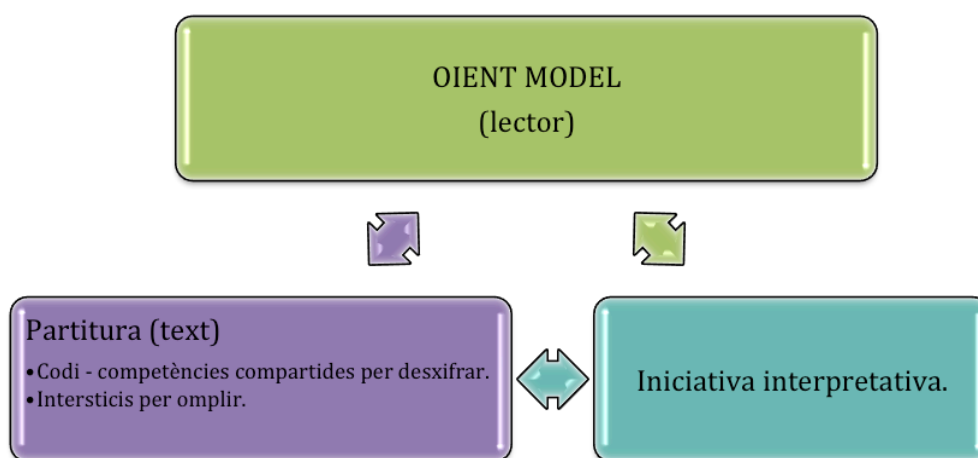 OIENT MODEL
(lector)
Partitura (text)
•Codi - competències compartides per desxifrar.
•Intersticis per omplir.
Iniciativa interpretativa.